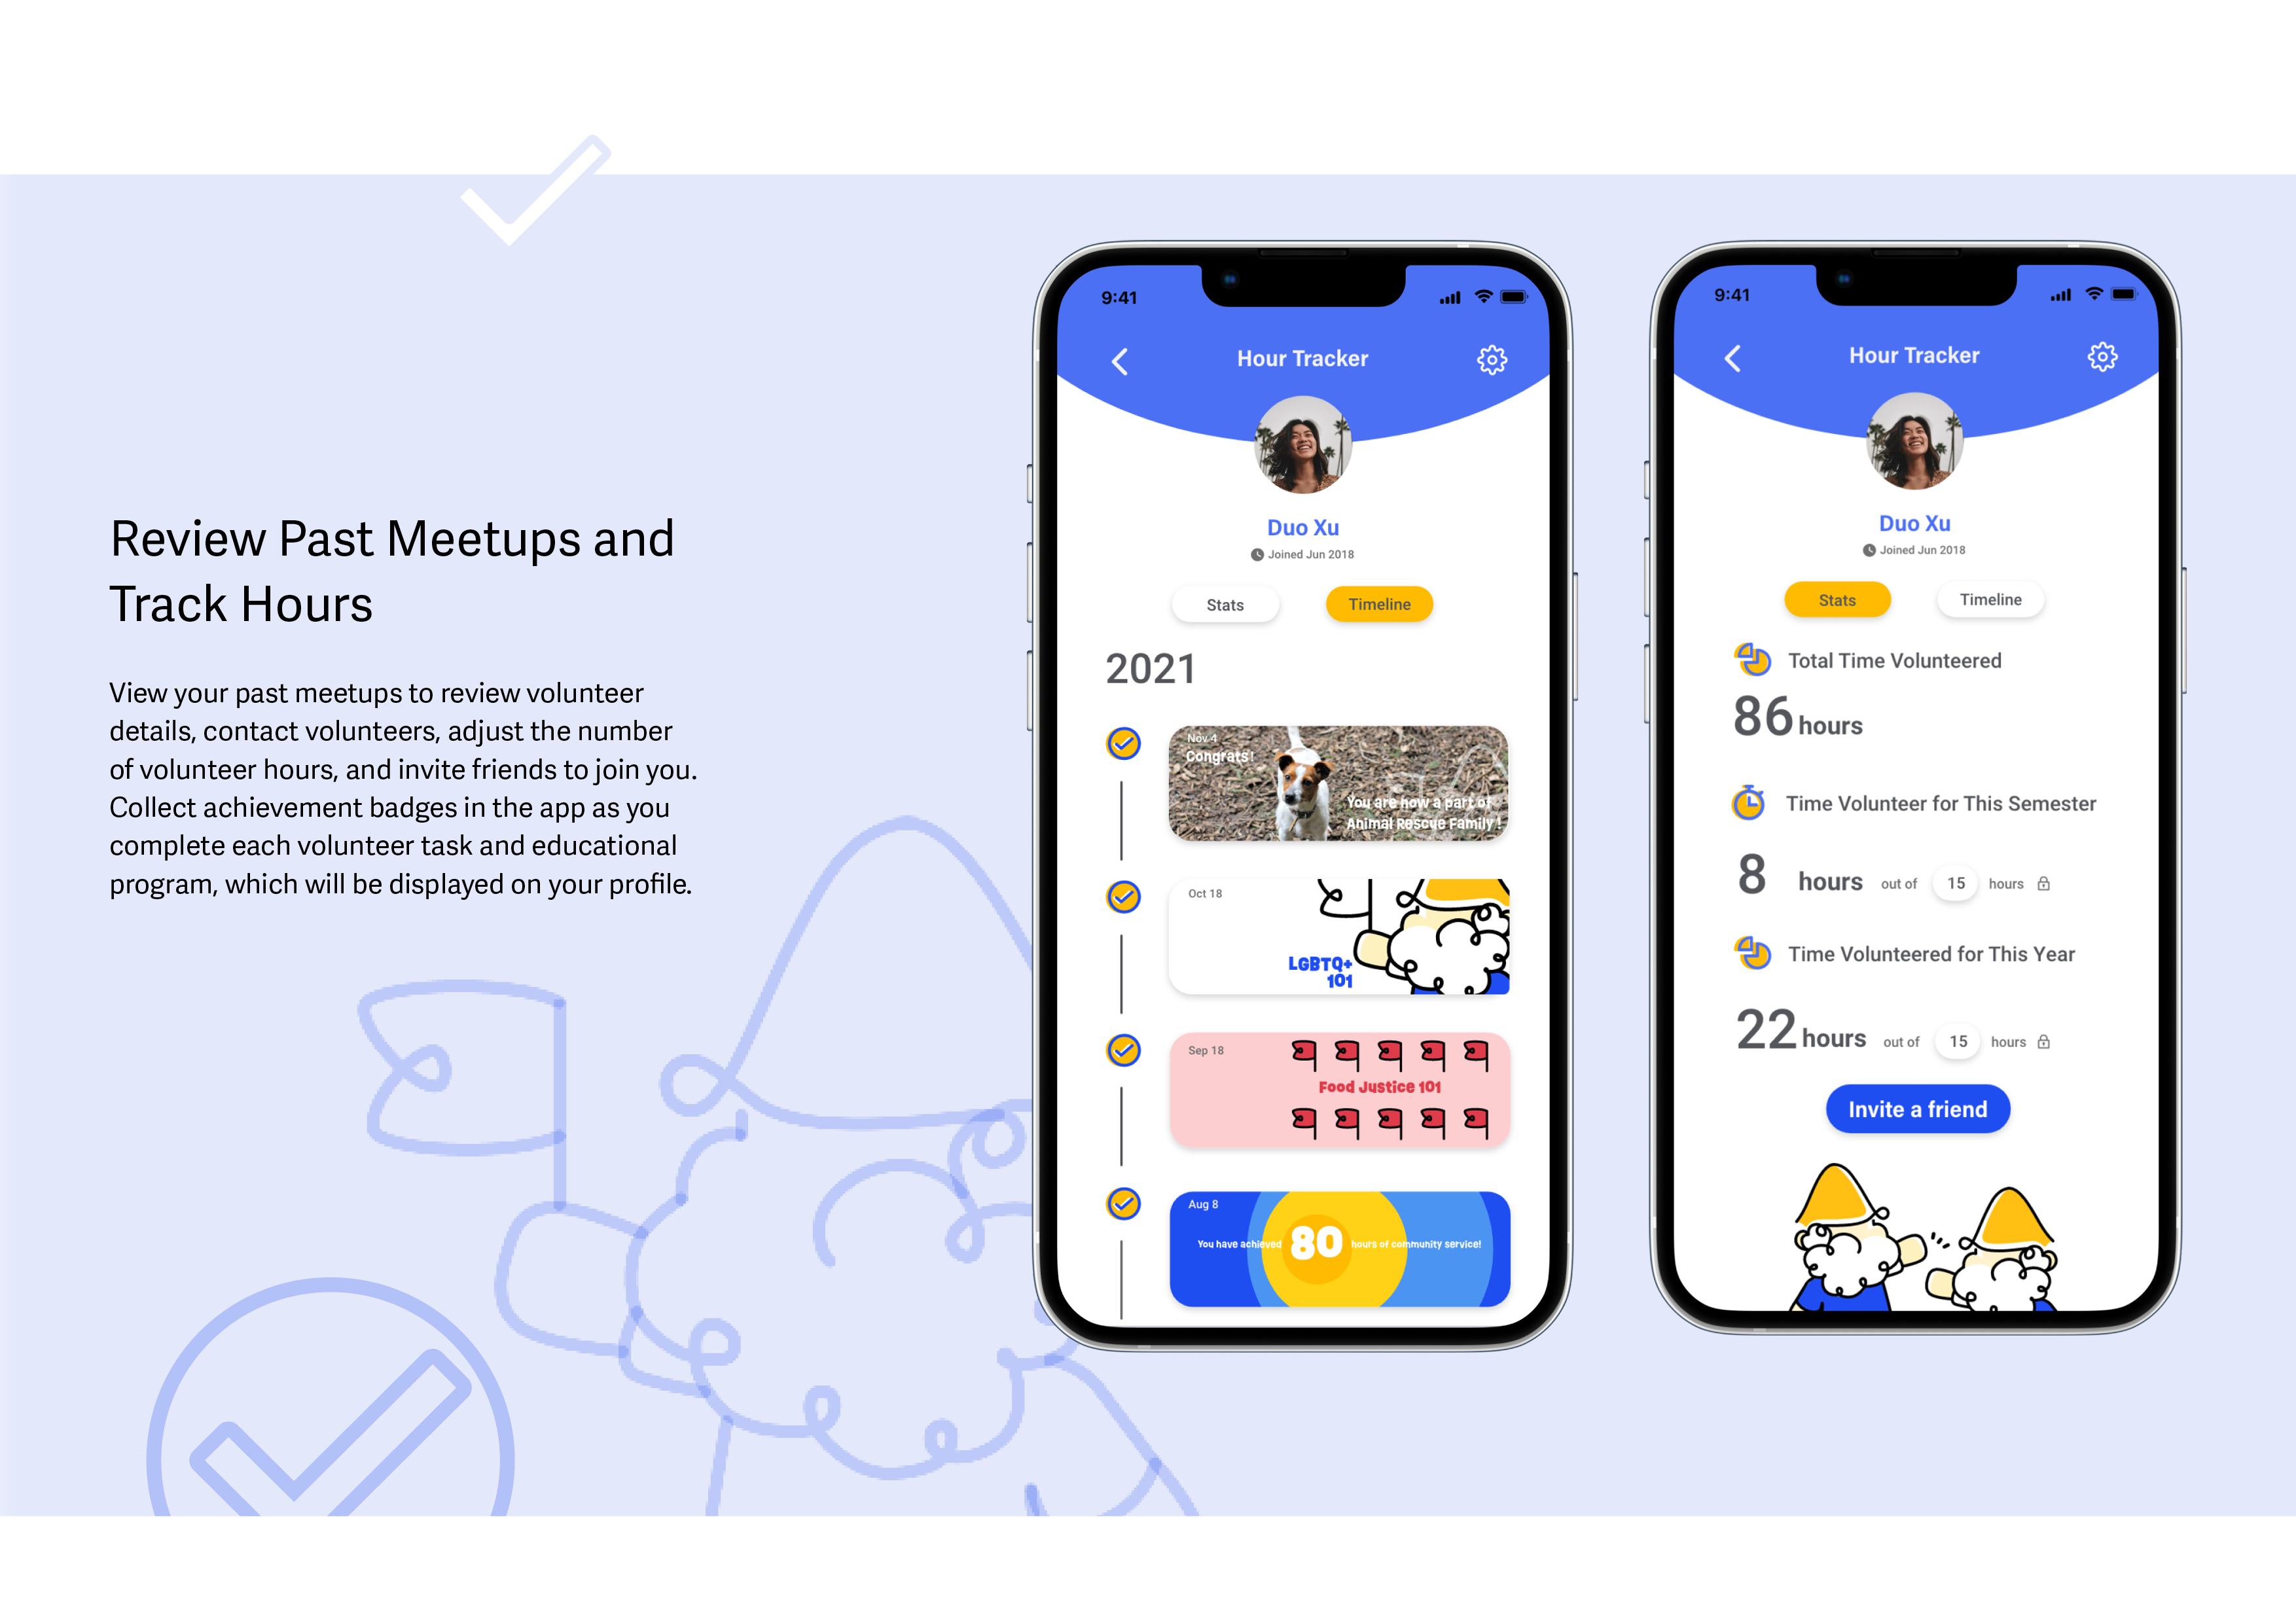 Review Past Meetups and
Track Hours
View your past meetups to review volunteer
details, contact volunteers, adjust the number
of volunteer hours, and invite friends to join you.
Collect achievement badges in the app as you
complete each volunteer task and educational
program, which will be displayed on your profile.
9:41
Hour Tracker
Duo Xu
Joined Jun 2018
Stats
Timeline
2021
Nov 4
Congrats!
You are now a part of
Animal Rescue Family !
Oct 18
LGBTQ+
101
Sep 18
Food Justice 101
Aug 8
You have achieved 80 hours of community service!
9:41
Hour Tracker
Duo Xu
Joined Jun 2018
Stats
Timeline
Total Time Volunteered
86 hours
Time Volunteer for This Semester
8 hours out of 15 hours
Time Volunteered for This Year
22 hours out of 15 hours
Invite a friend